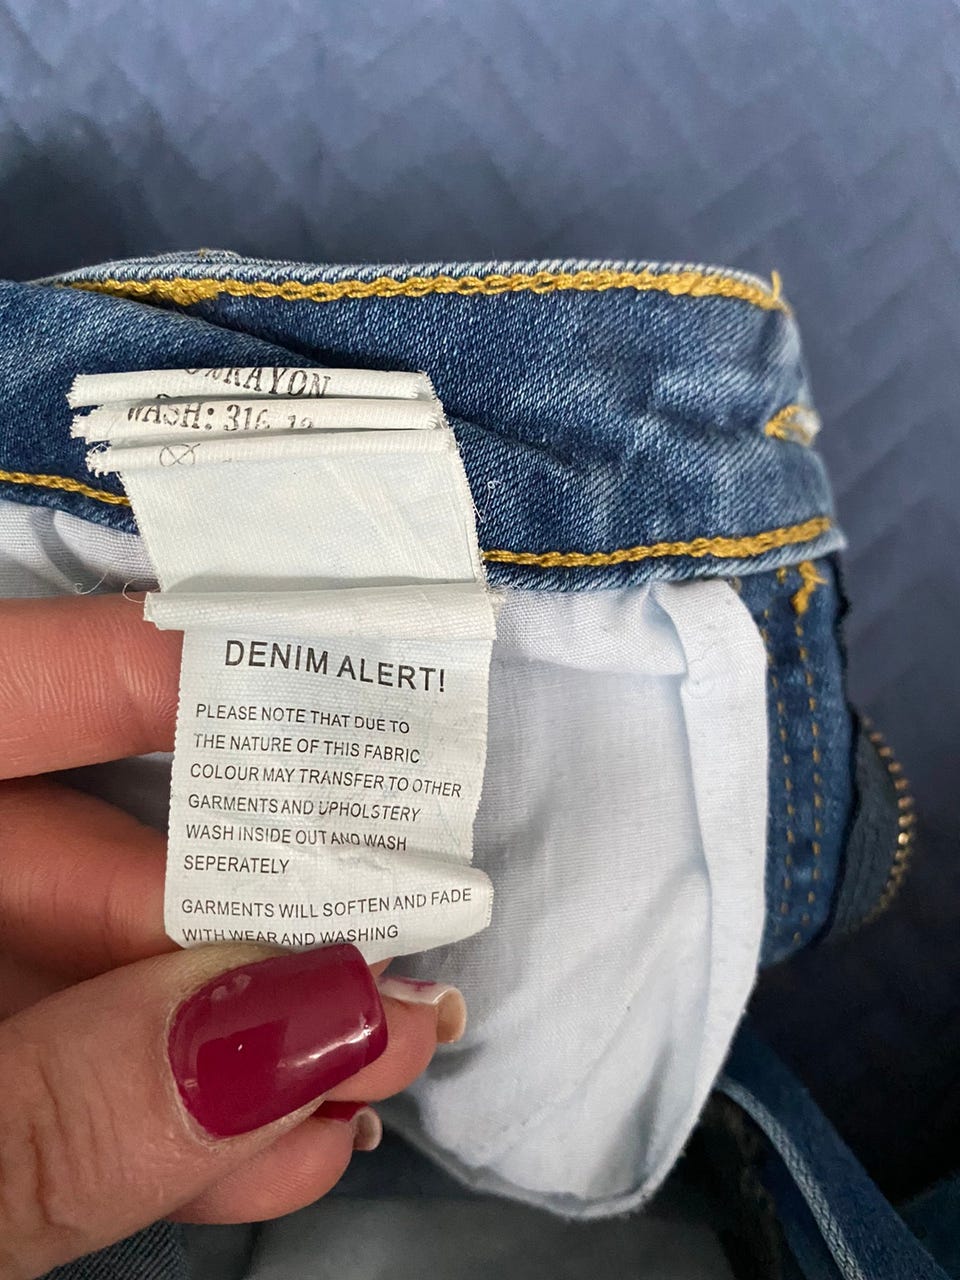 RAYON
WASH: 316
DENIM ALERT!
PLEASE NOTE THAT DUE TO
THE NATURE OF THIS FABRIC
COLOUR MAY TRANSFER TO OTHER
GARMENTS AND UPHOLSTERY
WASH INSIDE OUT AND WASH
SEPERATELY
GARMENTS WILL SOFTEN AND FADE
WITH WEAR AND WASHING